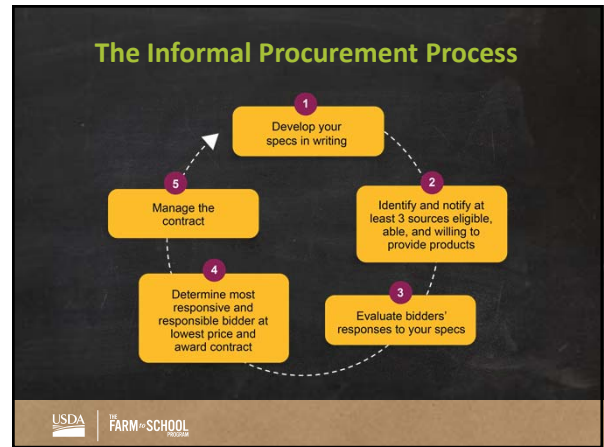 The Informal Procurement Process
1
Develop your
specs in writing
2
Identify and notify at
least 3 sources eligible,
able, and willing to
provide products
3
Evaluate bidders'
responses to your specs
4
Determine most
responsive and
responsible bidder at
lowest price and
award contract
5
Manage the
contract
USDA
THE
FARM to SCHOOL
PROGRAM